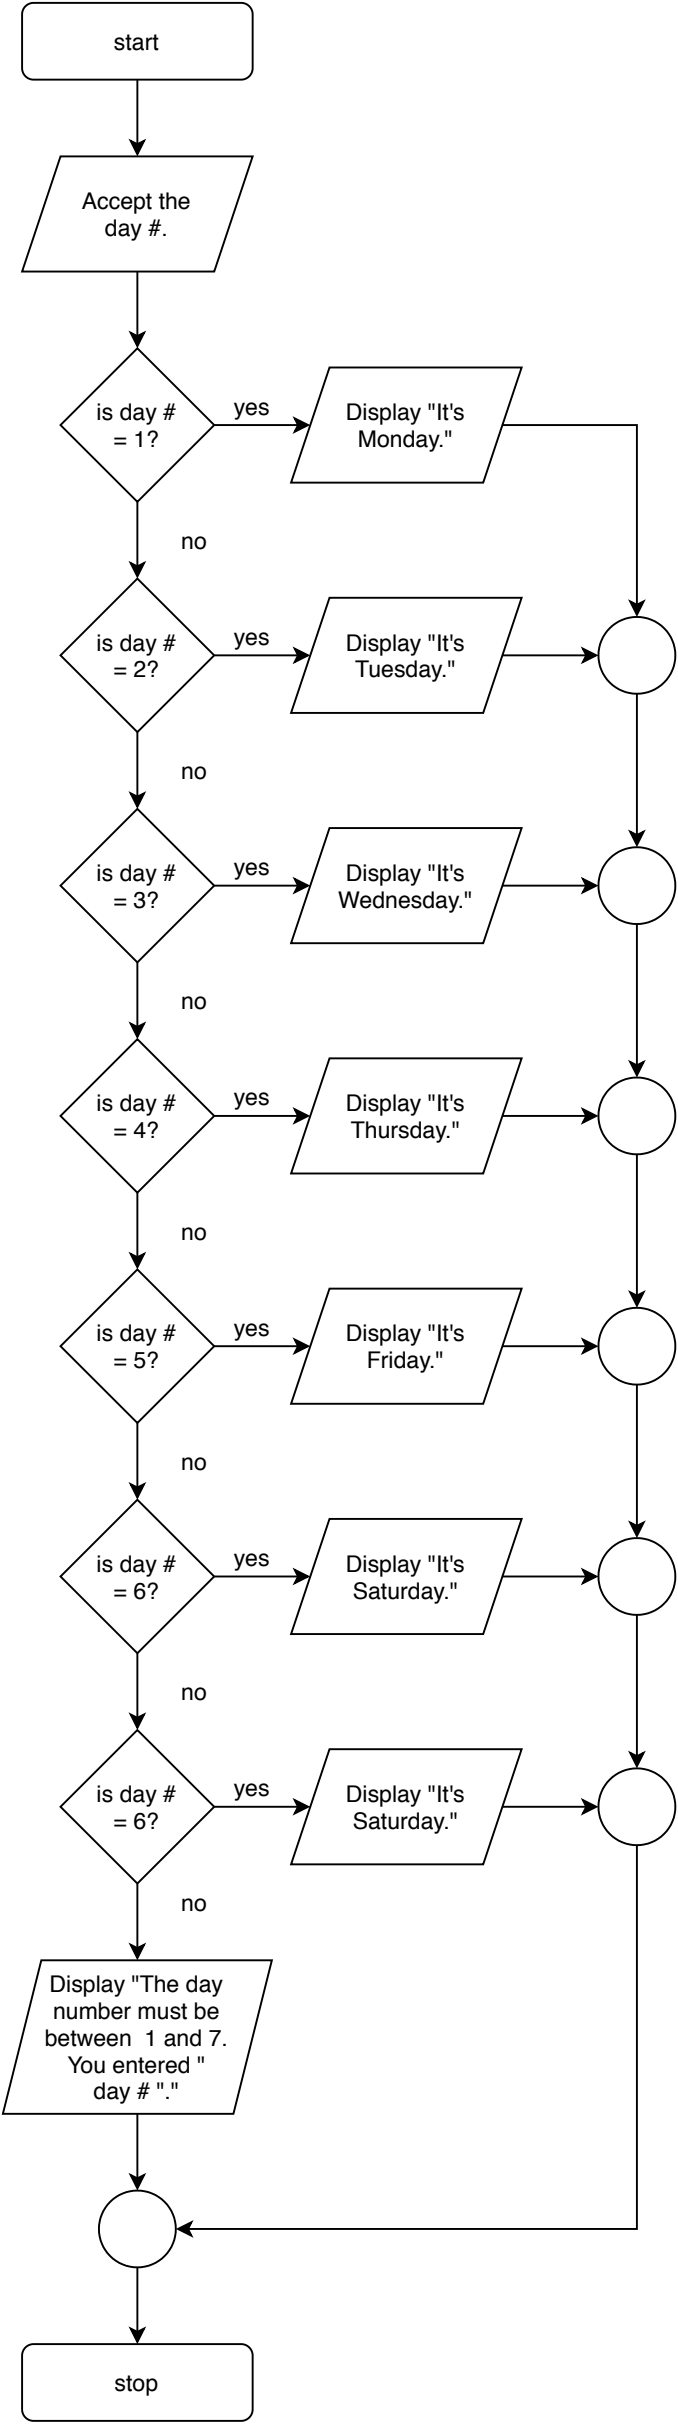 start
Accept the
day #.
is day #
= 1?
yes
Display "It's
Monday."
no
is day #
= 2?
yes
Display "It's
Tuesday."
no
is day #
= 3?
yes
Display "It's
Wednesday."
no
is day #
= 4?
yes
Display "It's
Thursday."
no
is day #
= 5?
yes
Display "It's
Friday."
no
is day #
= 6?
yes
Display "It's
Saturday."
no
is day #
= 6?
yes
Display "It's
Saturday."
no
Display "The day
number must be
between  1 and 7.
You entered "
day # "."
stop